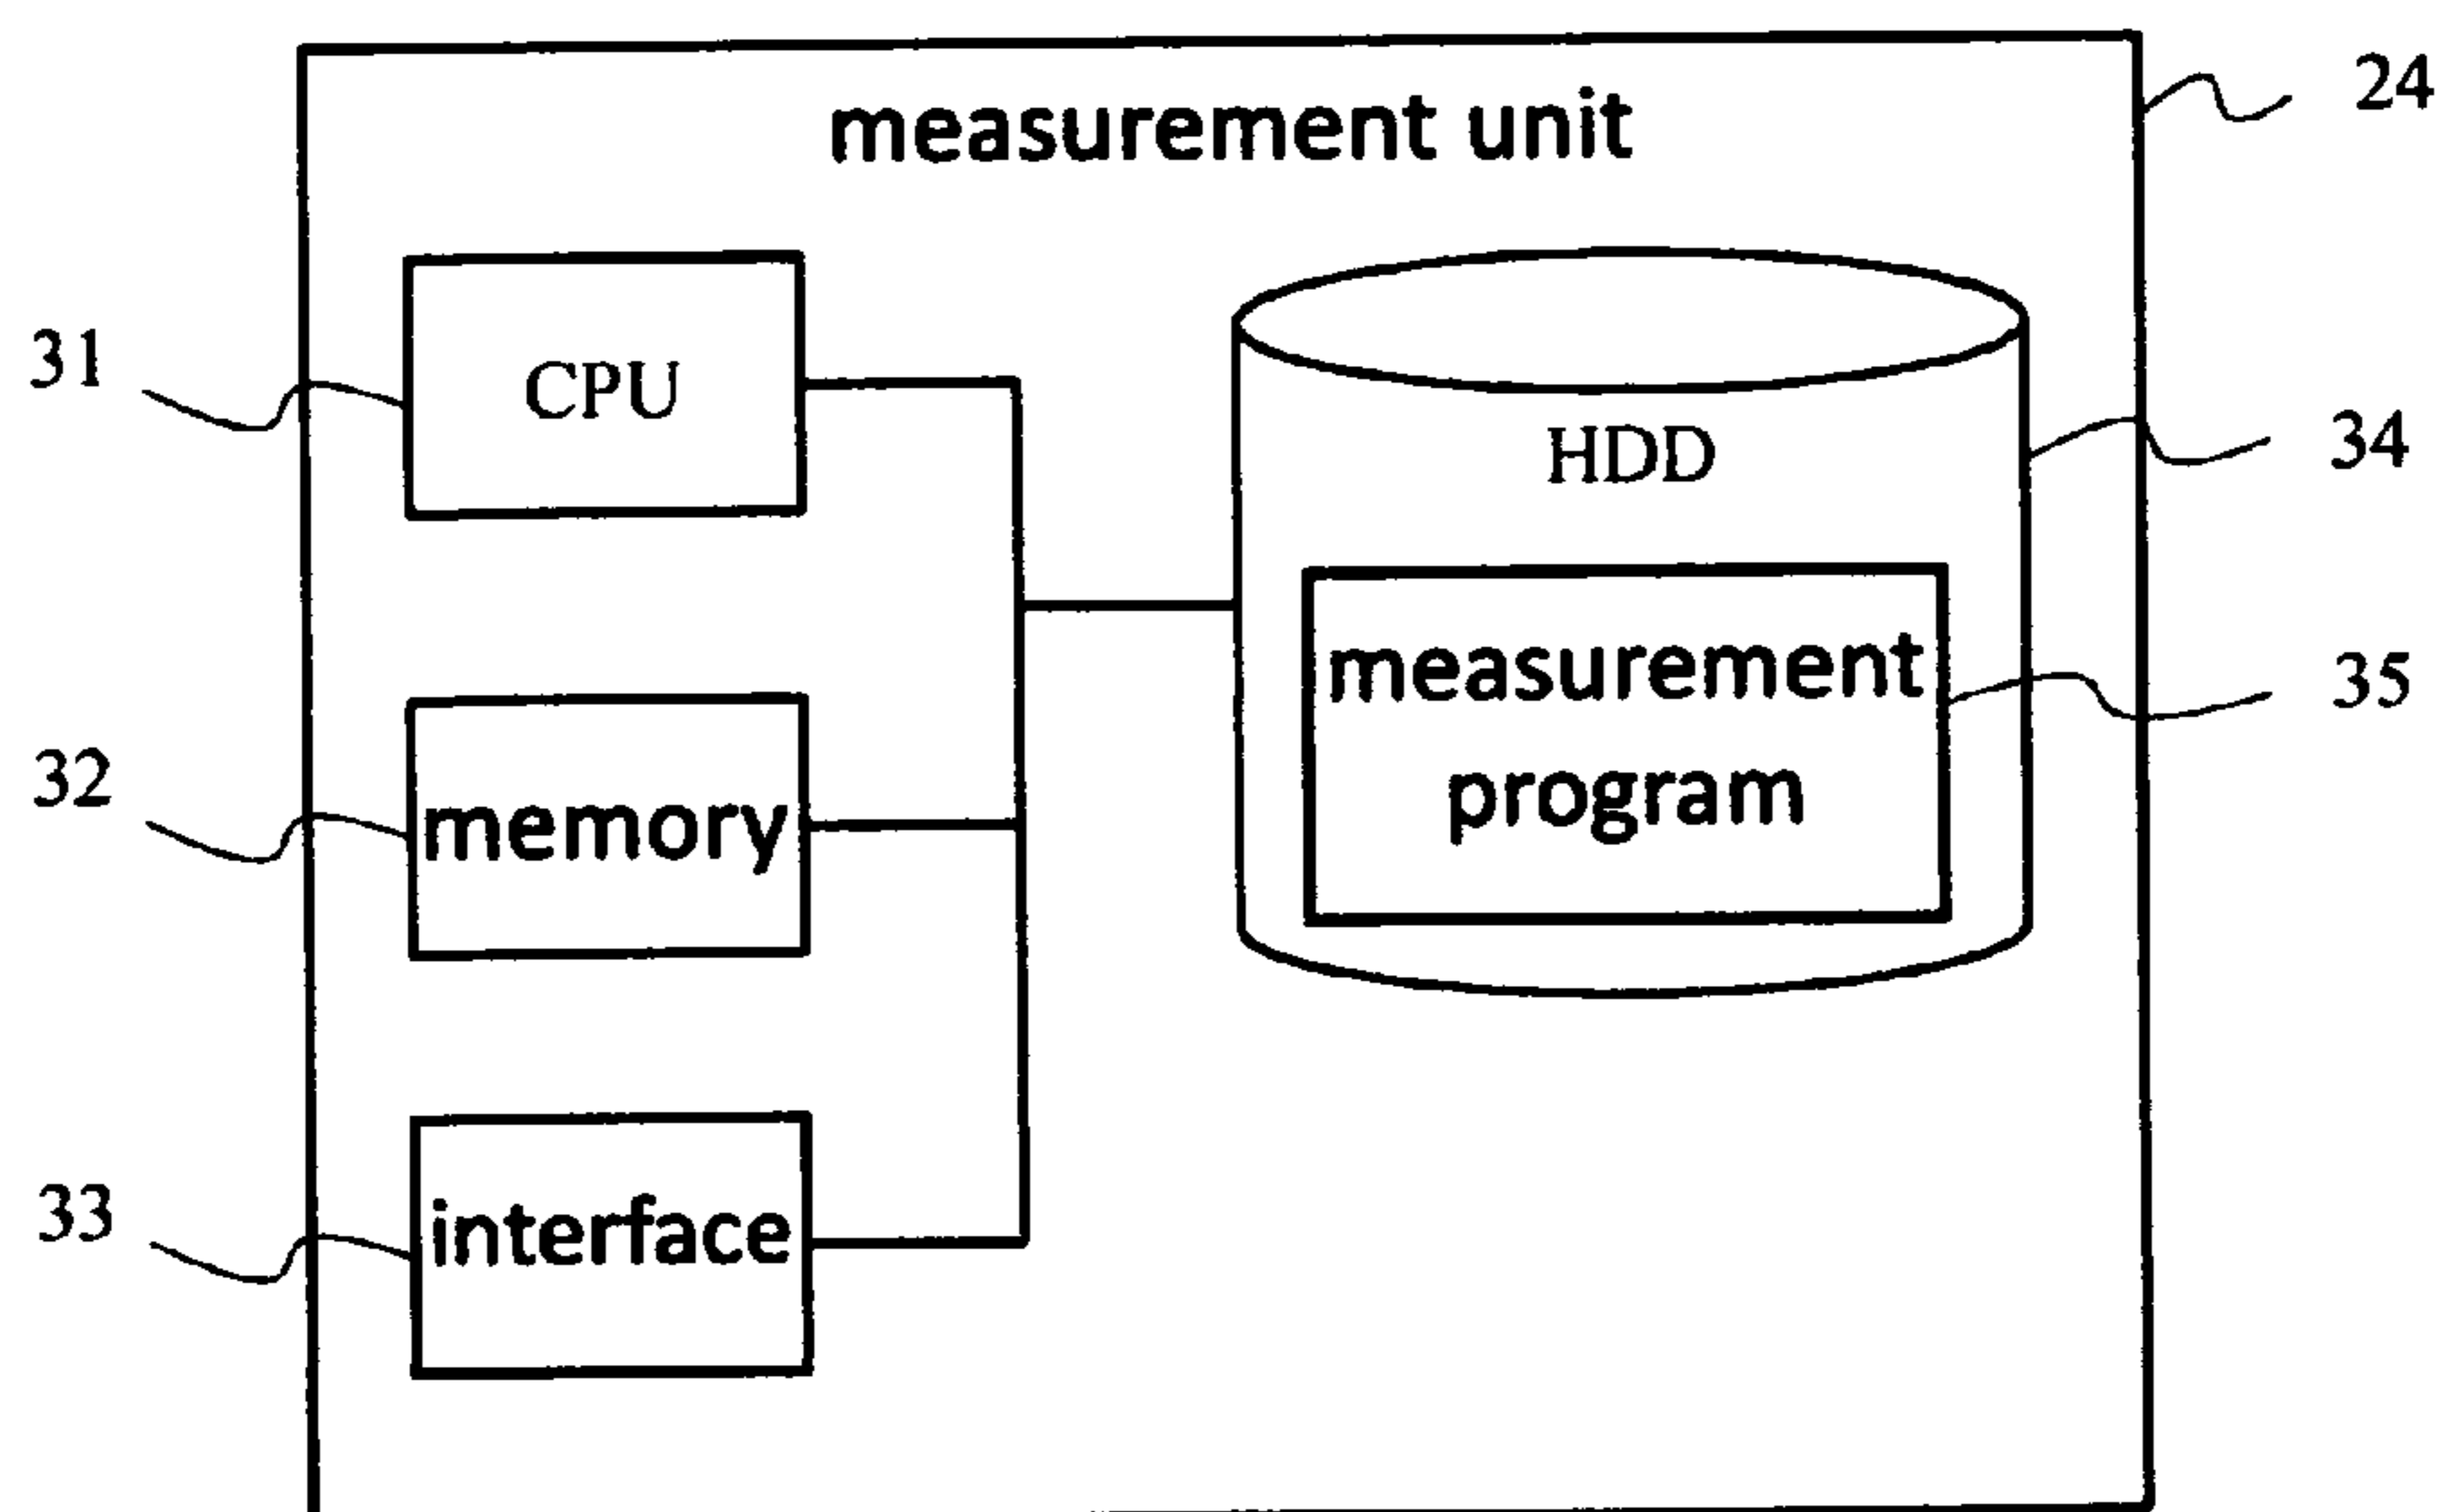 24
measurement unit
31
CPU
HDD
34
measurement
program
35
32
memory
33
interface